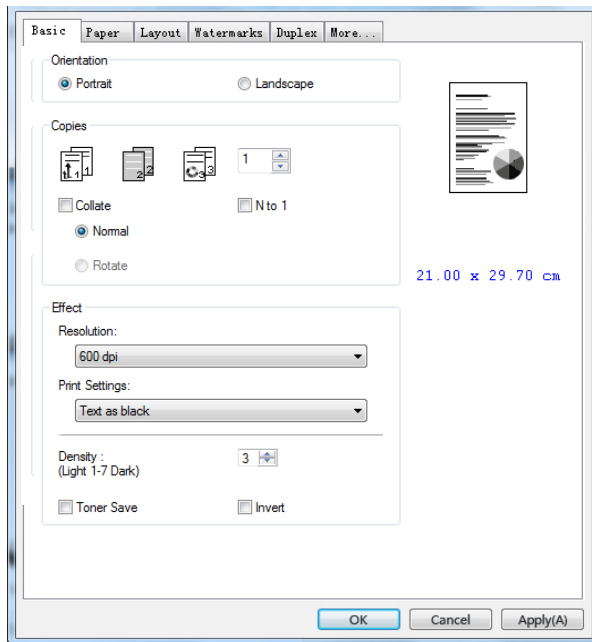 Basic Paper Layout Watermarks Duplex More...
Orientation
Portrait Landscape
Copies
1 1 2 2 3 3 1
Collate N to 1
Normal
Rotate
21.00 x 29.70 cm
Effect
Resolution:
600 dpi
Print Settings:
Text as black
Density : 3
(Light 1-7 Dark)
Toner Save Invert
OK Cancel Apply(A)